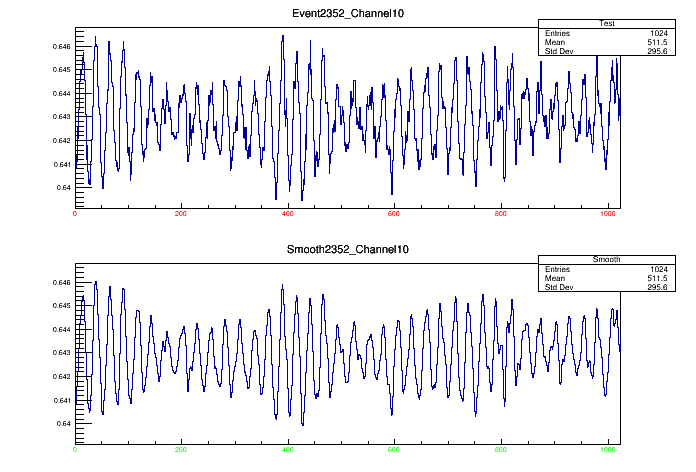 Event2352_Channel10
Test
Entries 1024
Mean 511.5
Std Dev 295.6
0.646
0.645
0.644
0.643
0.642
0.641
0.64
0 200 400 600 800 1000
Smooth2352_Channel10
Smooth
Entries 1024
Mean 511.5
Std Dev 295.6
0.646
0.645
0.644
0.643
0.642
0.641
0.64
0 200 400 600 800 1000